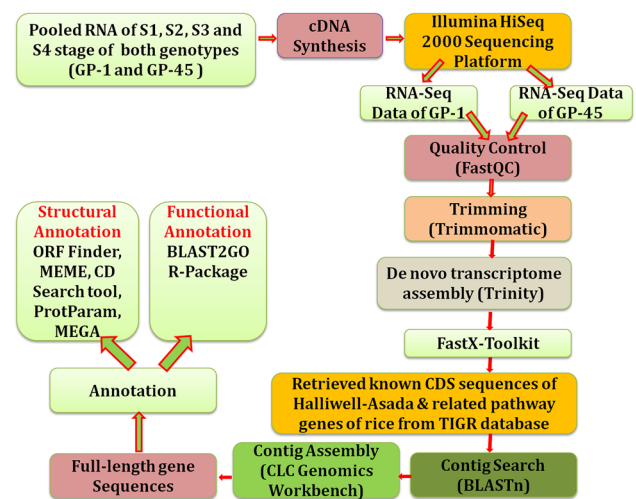 Pooled RNA of S1, S2, S3 and
S4 stage of both genotypes
(GP-1 and GP-45 )
cDNA
Synthesis
Illumina HiSeq
2000 Sequencing
Platform
RNA-Seq
Data of GP-1
RNA-Seq Data
of GP-45
Quality Control
(FastQC)
Trimming
(Trimmomatic)
De novo transcriptome
assembly (Trinity)
FastX-Toolkit
Retrieved known CDS sequences of
Halliwell-Asada & related pathway
genes of rice from TIGR database
Contig Search
(BLASTn)
Contig Assembly
(CLC Genomics
Workbench)
Full-length gene
Sequences
Annotation
Structural
Annotation
ORF Finder,
MEME, CD
Search tool,
ProtParam,
MEGA
Functional
Annotation
BLAST2GO
R-Package